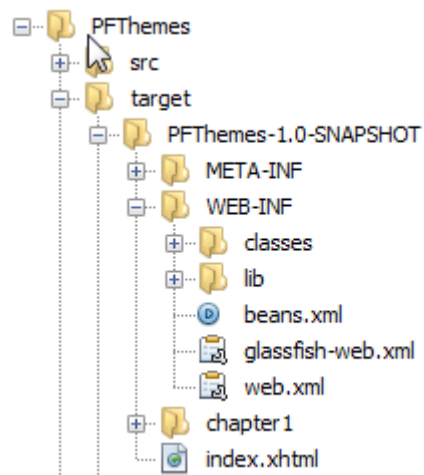 PFThemes
src
target
PFThemes-1.0-SNAPSHOT
META-INF
WEB-INF
classes
lib
beans.xml
glassfish-web.xml
web.xml
chapter1
index.xhtml